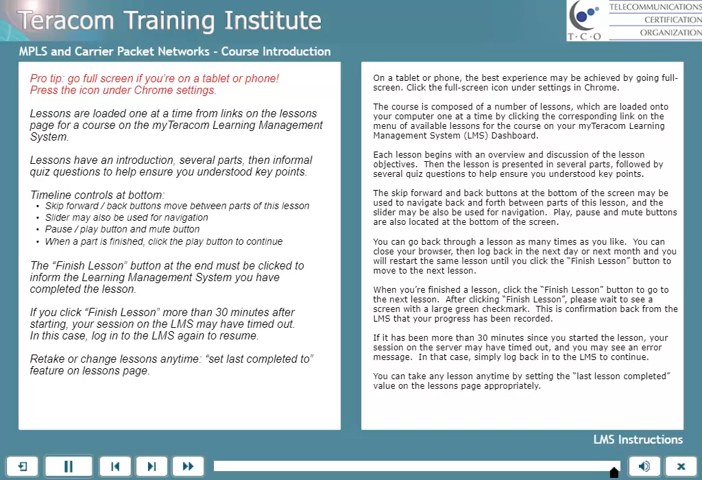 Teracom Training Institute
TELECOMMUNICATIONS
CERTIFICATION
ORGANIZATION
T·C·O
MPLS and Carrier Packet Networks - Course Introduction
Pro tip: go full screen if you're on a tablet or phone!
Press the icon under Chrome settings.
Lessons are loaded one at a time from links on the lessons
page for a course on the myTeracom Learning Management
System.
Lessons have an introduction, several parts, then informal
quiz questions to help ensure you understood key points.
Timeline controls at bottom:
• Skip forward / back buttons move between parts of this lesson
• Slider may also be used for navigation
• Pause / play button and mute button
• When a part is finished, click the play button to continue
The "Finish Lesson" button at the end must be clicked to
inform the Learning Management System you have
completed the lesson.
If you click "Finish Lesson" more than 30 minutes after
starting, your session on the LMS may have timed out.
In this case, log in to the LMS again to resume.
Retake or change lessons anytime: "set last completed to"
feature on lessons page.
On a tablet or phone, the best experience may be achieved by going full-
screen. Click the full-screen icon under settings in Chrome.
The course is composed of a number of lessons, which are loaded onto
your computer one at a time by clicking the corresponding link on the
menu of available lessons for the course on your myTeracom Learning
Management System (LMS) Dashboard.
Each lesson begins with an overview and discussion of the lesson
objectives. Then the lesson is presented in several parts, followed by
several quiz questions to help ensure you understood key points.
The skip forward and back buttons at the bottom of the screen may be
used to navigate back and forth between parts of this lesson, and the
slider may be also be used for navigation. Play, pause and mute buttons
are also located at the bottom of the screen.
You can go back through a lesson as many times as you like. You can
close your browser, then log back in the next day or next month and you
will restart the same lesson until you click the "Finish Lesson" button to
move to the next lesson.
When you're finished a lesson, click the "Finish Lesson" button to go to
the next lesson. After clicking "Finish Lesson", please wait to see a
screen with a large green checkmark. This is confirmation back from the
LMS that your progress has been recorded.
If it has been more than 30 minutes since you started the lesson, your
session on the server may have timed out, and you may see an error
message. In that case, simply log back in to the LMS to continue.
You can take any lesson anytime by setting the "last lesson completed"
value on the lessons page appropriately.
LMS Instructions